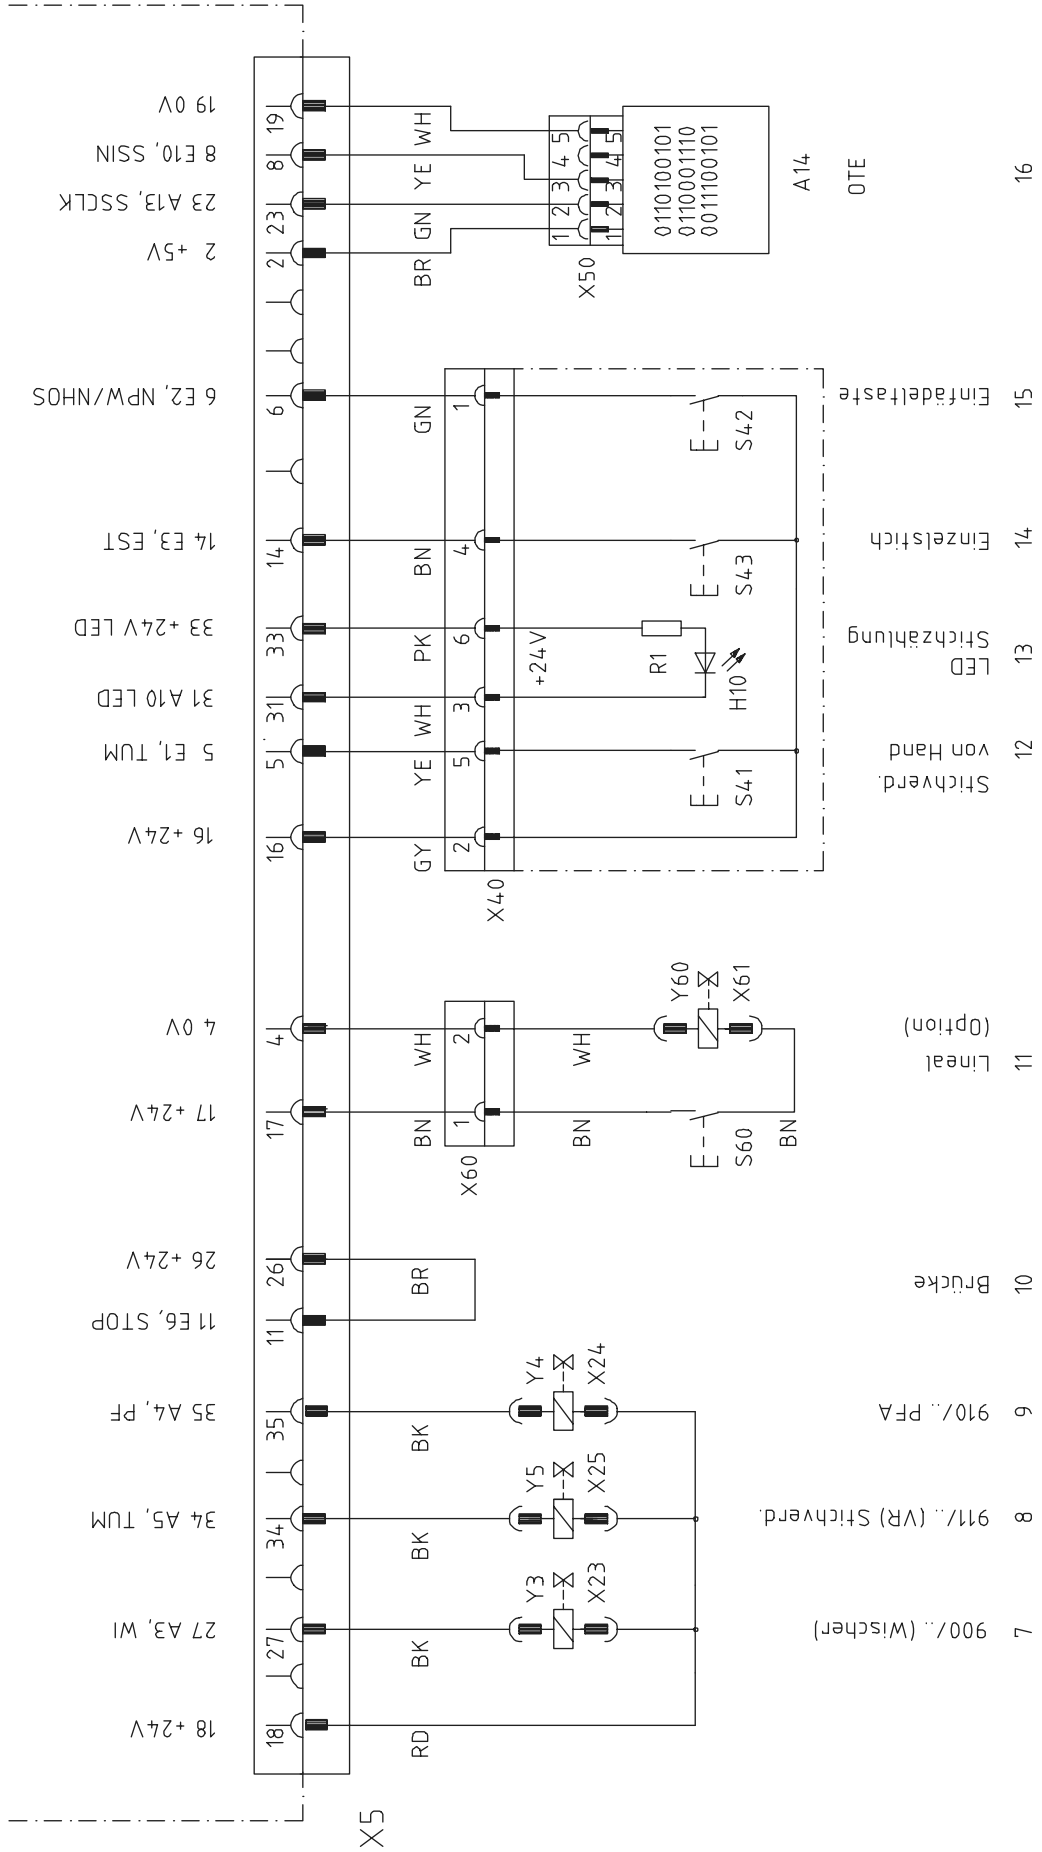 19 0V
8 E10, SSIN
23 A13, SSCLK
2 +5V
6 E2, NPW/NHOS
14 E3, EST
33 +24V LED
31 A10 LED
5 E1, TUM
16 +24V
4 0V
17 +24V
26 +24V
11 E6, STOP
35 A4, PF
34 A5, TUM
27 A3, WI
18 +24V
19
8
23
2
6
14
33
31
5
16
4
17
26
11
35
34
27
18
X5
WH
YE
GN
BR
GN
BN
PK
WH
YE
GY
WH
BN
BR
BK
BK
BK
RD
5
4
3
2
1
5
4
3
2
1
X50
0110100101
0110001110
0011100101
A14
OTE
1
4
6
3
5
2
X40
+24V
S42
S43
R1
H10
S41
2
1
X60
WH
BN
Y60
X61
S60
BN
Y4
X24
Y5
X25
Y3
X23
16
Einfädeltaste
15
Einzelstich
14
Stichzählung
LED
13
Stichverd.
von Hand
12
Lineal
(Option)
11
Brücke
10
910/.. PFA
9
911/.. (VR) Stichverd.
8
900/.. (Wischer)
7